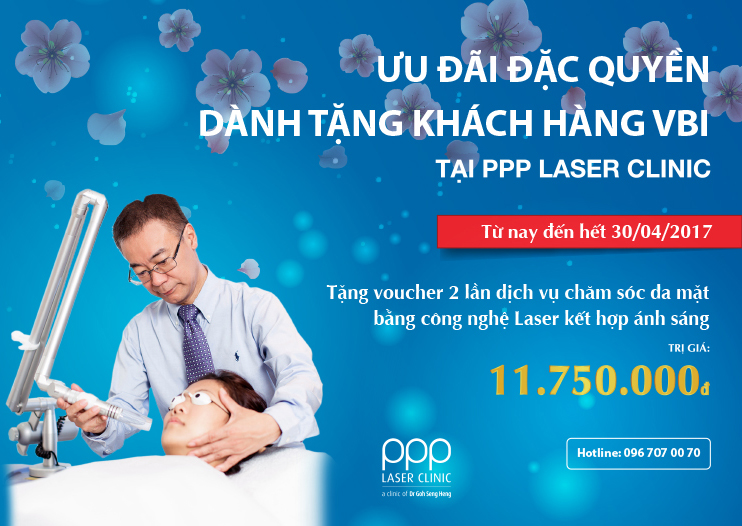 ƯU ĐÃI ĐẶC QUYỀN
DÀNH TẶNG KHÁCH HÀNG VBI
TẠI PPP LASER CLINIC
Từ nay đến hết 30/04/2017
Tặng voucher 2 lần dịch vụ chăm sóc da mặt
bằng công nghệ Laser kết hợp ánh sáng
TRỊ GIÁ:
11.750.000đ
ppp
LASER CLINIC
a clinic of Dr Goh Seng Heng
Hotline: 096 707 00 70